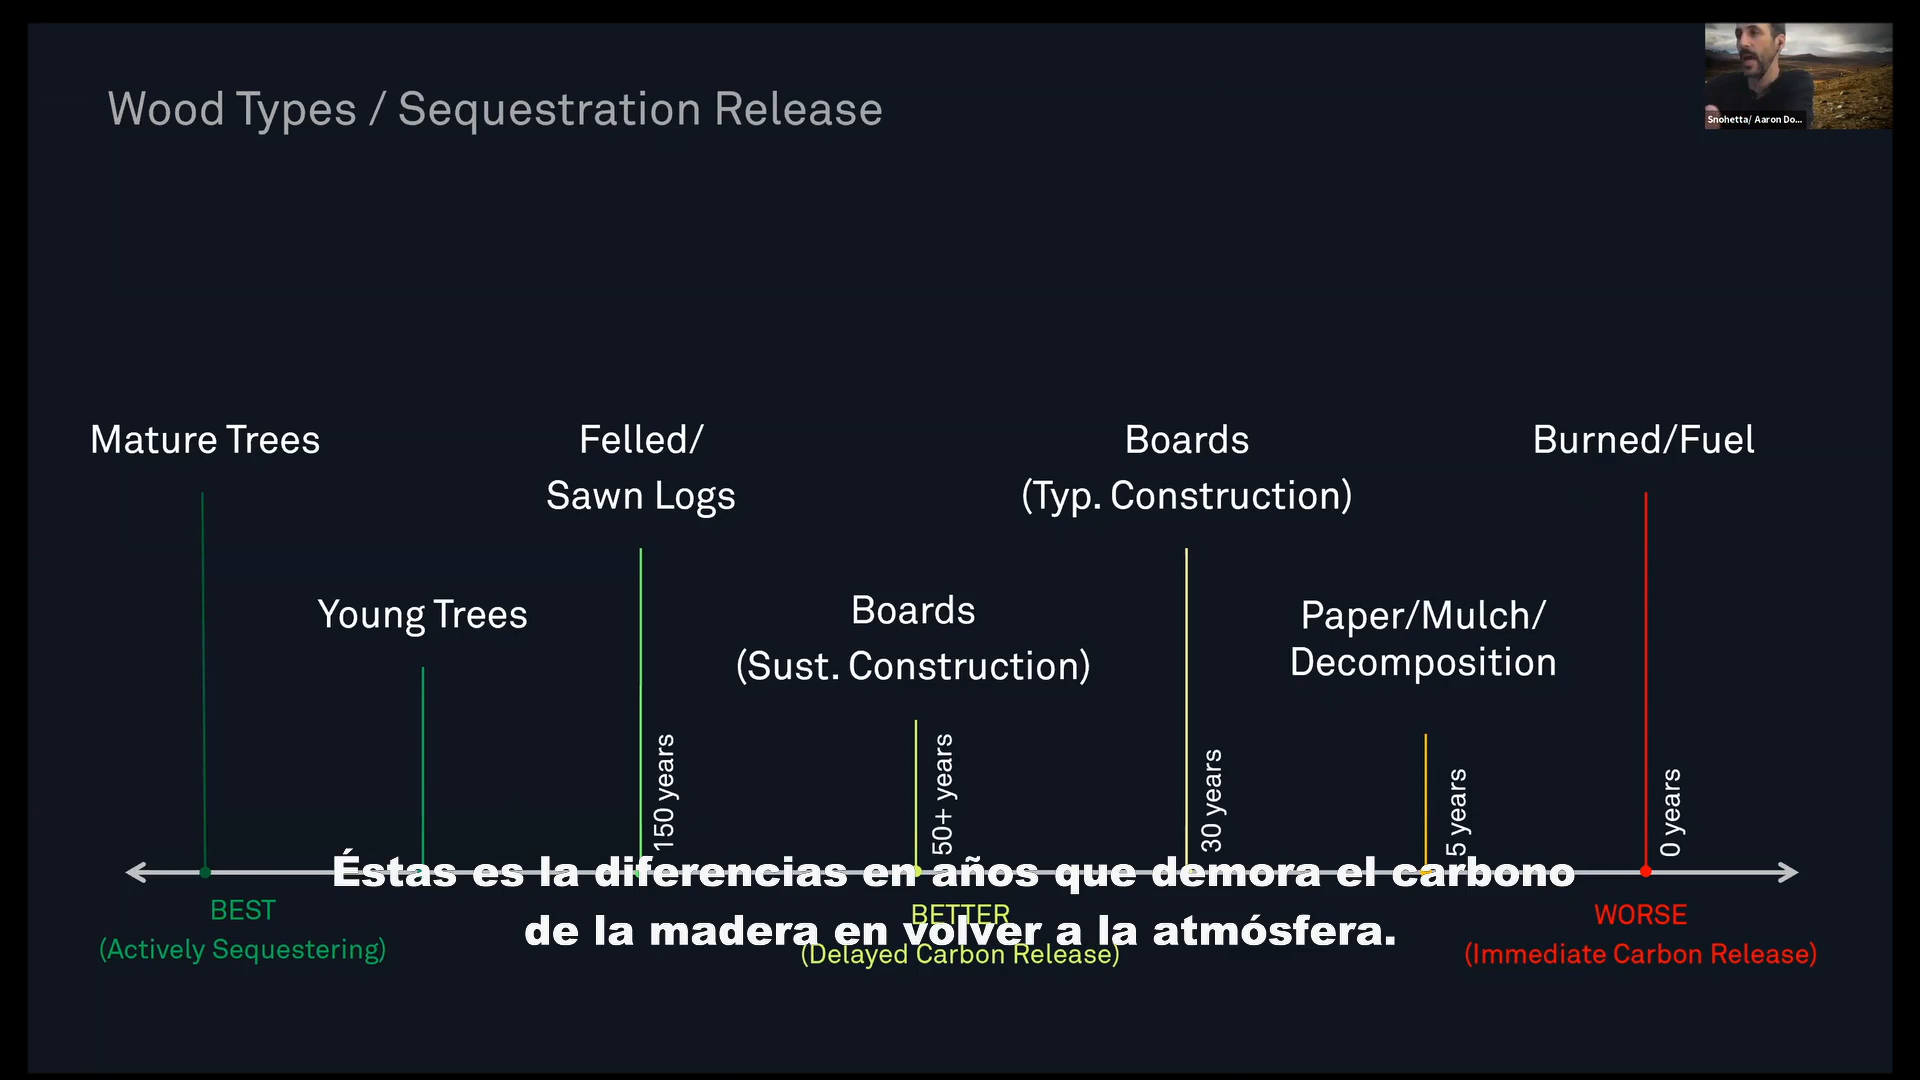 Wood Types / Sequestration Release
Snohetta/ Aaron Do...
Mature Trees
Young Trees
Felled/
Sawn Logs
150 years
Boards
(Sust. Construction)
50+ years
Boards
(Typ. Construction)
30 years
Paper/Mulch/
Decomposition
5 years
Burned/Fuel
0 years
BEST
(Actively Sequestering)
BETTER
(Delayed Carbon Release)
WORSE
(Immediate Carbon Release)
Éstas es la diferencias en años que demora el carbono
de la madera en volver a la atmósfera.